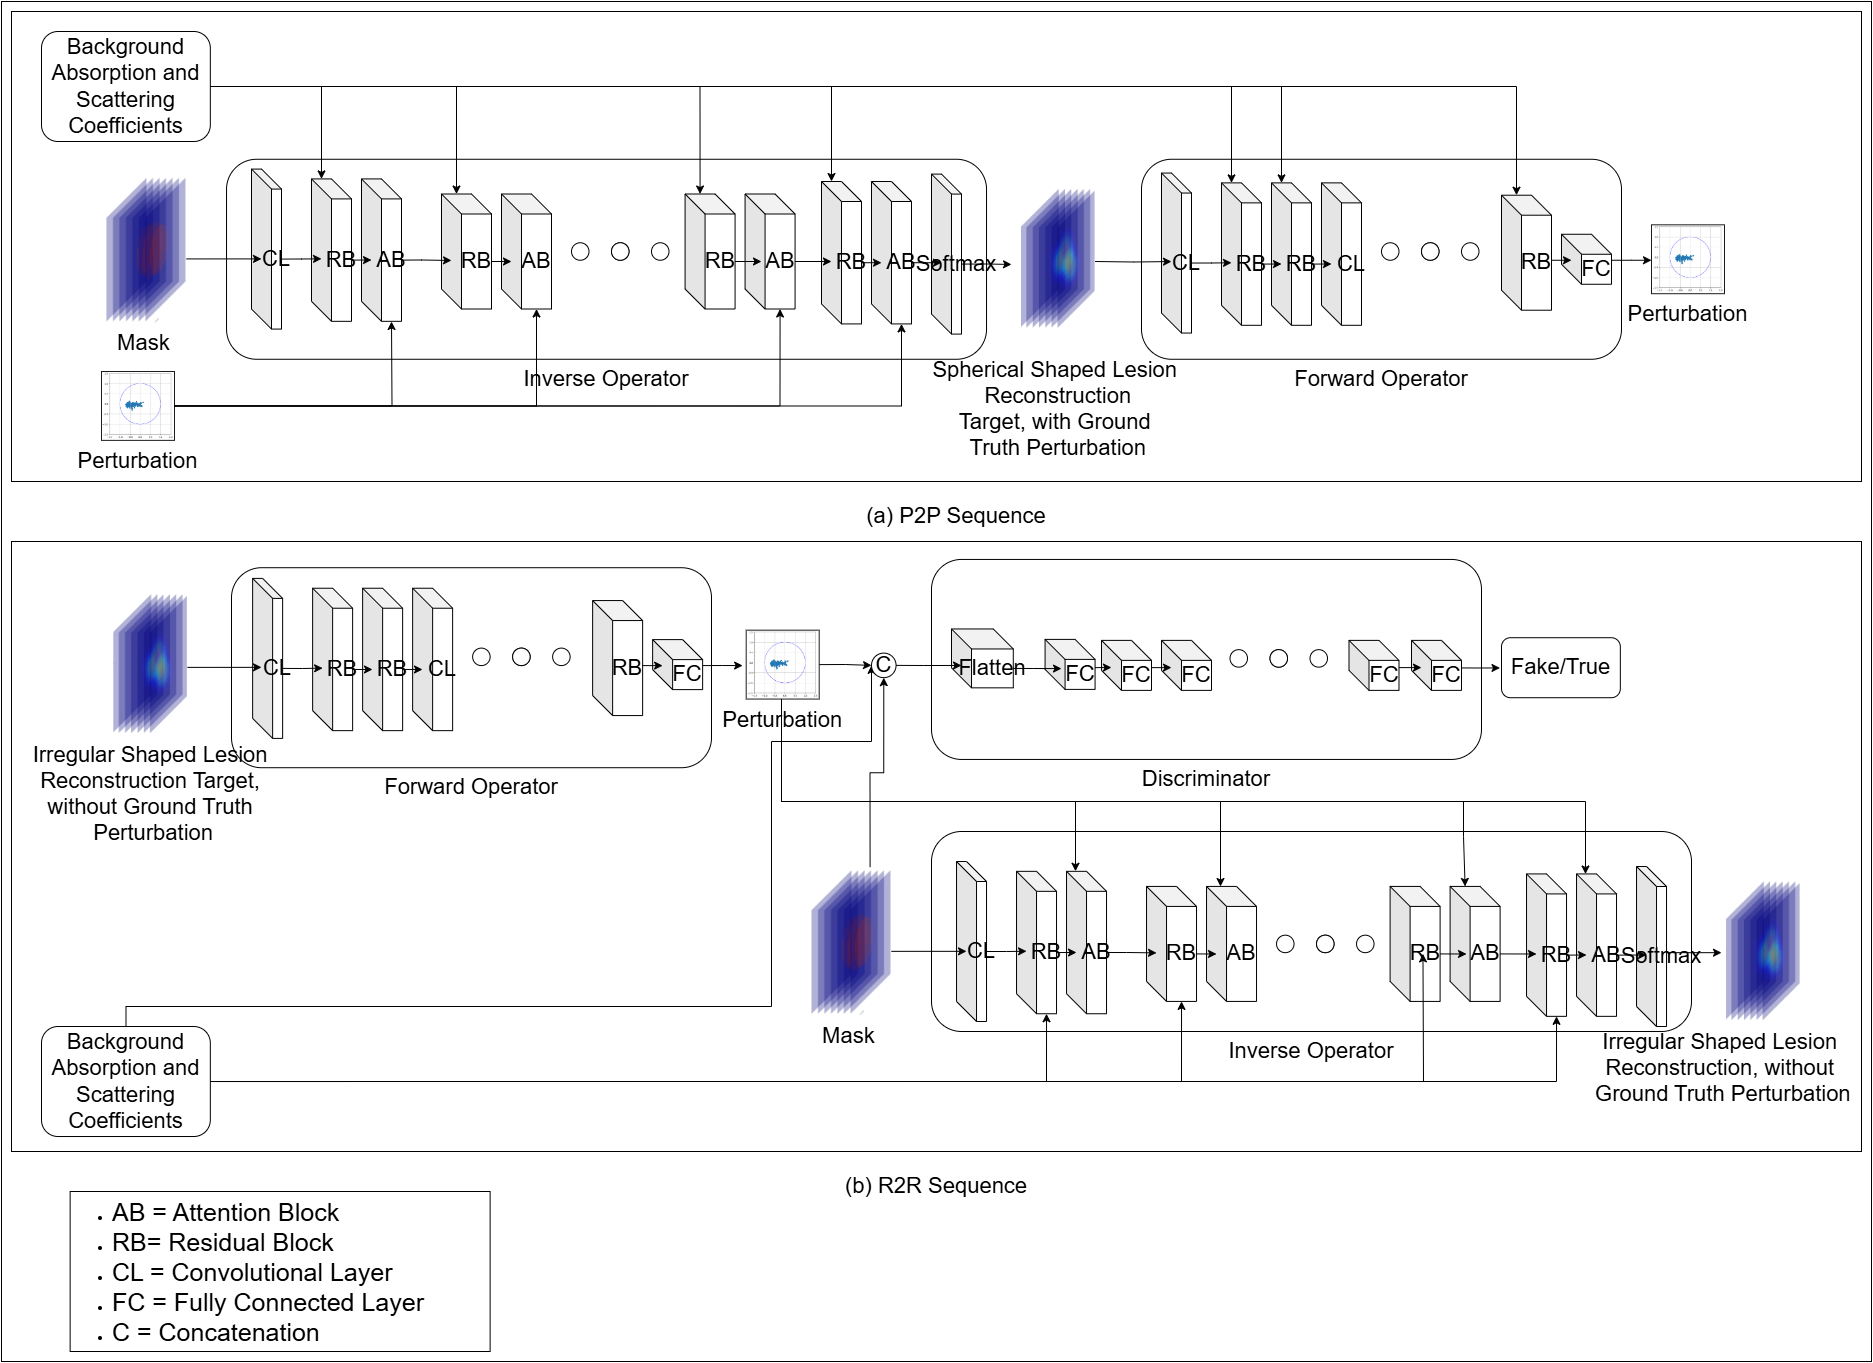 Background
Absorption and
Scattering
Coefficients
CL RB AB RB AB RB AB RB AB Softmax
CL RB RB CL RB FC
Mask
Perturbation
Inverse Operator
Spherical Shaped Lesion
Reconstruction
Target, with Ground
Truth Perturbation
Forward Operator
Perturbation
(a) P2P Sequence
CL RB RB CL RB FC
C
Flatten FC FC FC FC FC
Fake/True
Perturbation
Irregular Shaped Lesion
Reconstruction Target,
without Ground Truth
Perturbation
Forward Operator
Discriminator
CL RB AB RB AB RB AB RB AB Softmax
Mask
Inverse Operator
Irregular Shaped Lesion
Reconstruction, without
Ground Truth Perturbation
Background
Absorption and
Scattering
Coefficients
(b) R2R Sequence
• AB = Attention Block
• RB= Residual Block
• CL = Convolutional Layer
• FC = Fully Connected Layer
• C = Concatenation